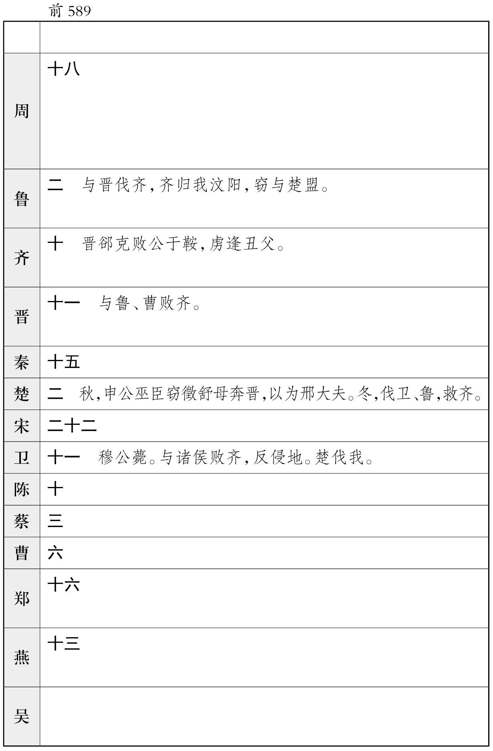 前 589
周 十八
鲁 二 与晋伐齐，齐归我汶阳，窃与楚盟。
齐 十 晋郤克败公于鞍，虏逢丑父。
晋 十一 与鲁、曹败齐。
秦 十五
楚 二 秋，申公巫臣窃徵舒母奔晋，以为邢大夫。冬，伐卫、鲁，救齐。
宋 二十二
卫 十一 穆公薨。与诸侯败齐，反侵地。楚伐我。
陈 十
蔡 三
曹 六
郑 十六
燕 十三
吴